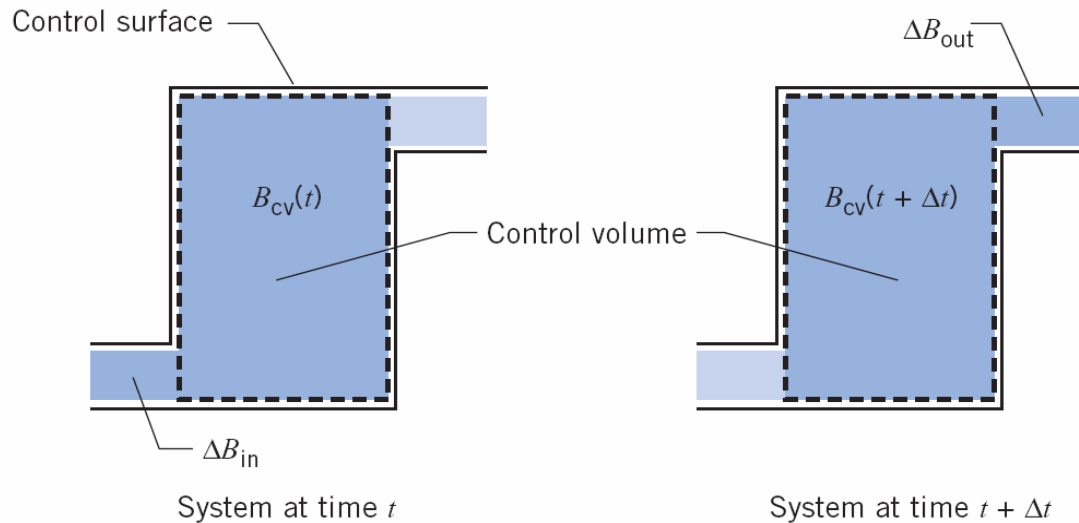 Control surface
ΔB_out
B_cv(t)
B_cv(t + Δt)
Control volume
ΔB_in
System at time t
System at time t + Δt